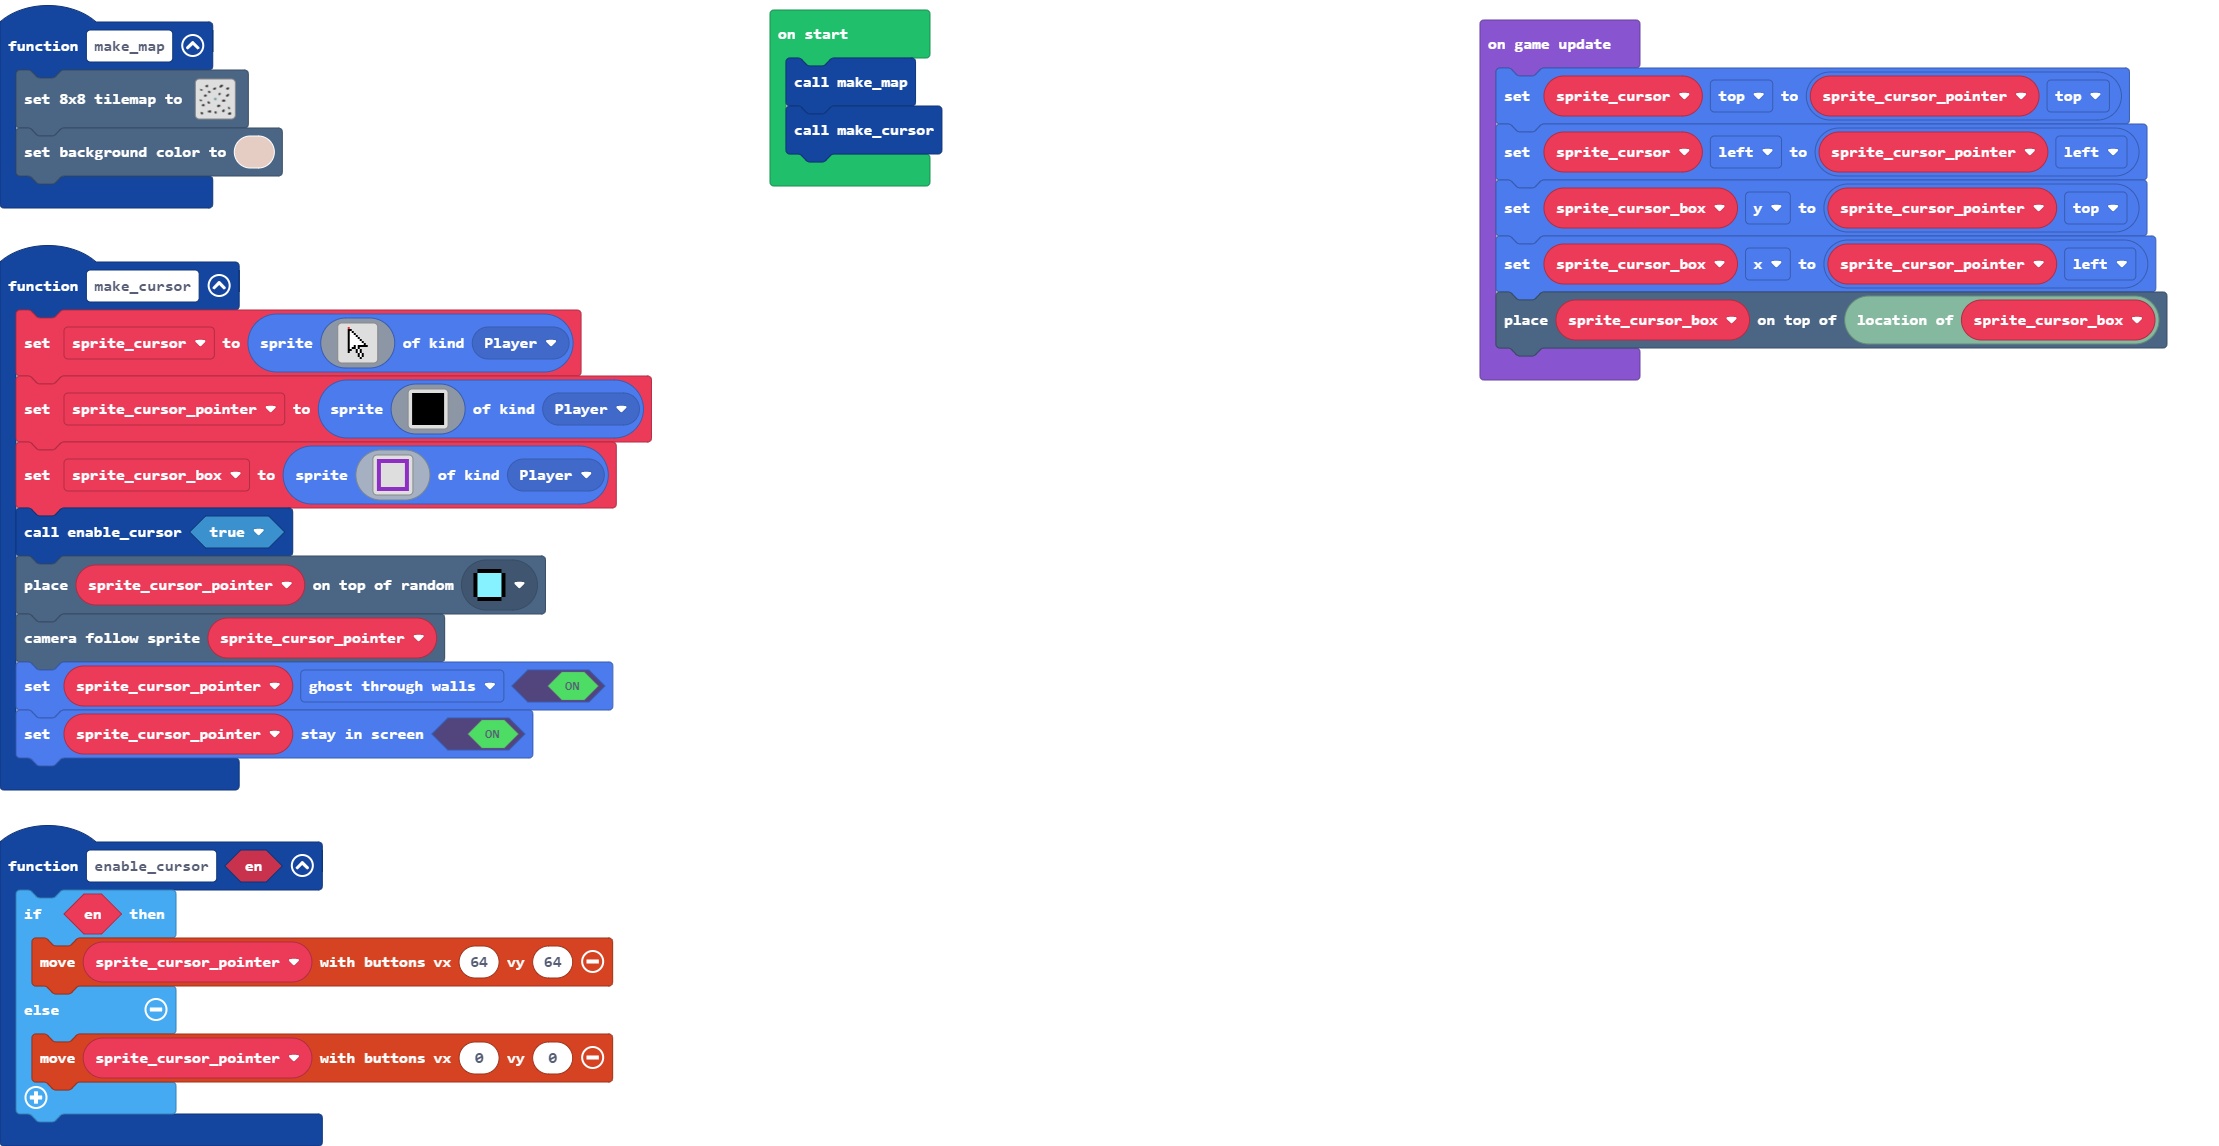 function make_map
set 8x8 tilemap to
set background color to
function make_cursor
set sprite_cursor to sprite of kind Player
set sprite_cursor_pointer to sprite of kind Player
set sprite_cursor_box to sprite of kind Player
call enable_cursor true
place sprite_cursor_pointer on top of random
camera follow sprite sprite_cursor_pointer
set sprite_cursor_pointer ghost through walls ON
set sprite_cursor_pointer stay in screen ON
function enable_cursor en
if en then
move sprite_cursor_pointer with buttons vx 64 vy 64
else
move sprite_cursor_pointer with buttons vx 0 vy 0
on start
call make_map
call make_cursor
on game update
set sprite_cursor top to sprite_cursor_pointer top
set sprite_cursor left to sprite_cursor_pointer left
set sprite_cursor_box y to sprite_cursor_pointer top
set sprite_cursor_box x to sprite_cursor_pointer left
place sprite_cursor_box on top of location of sprite_cursor_box